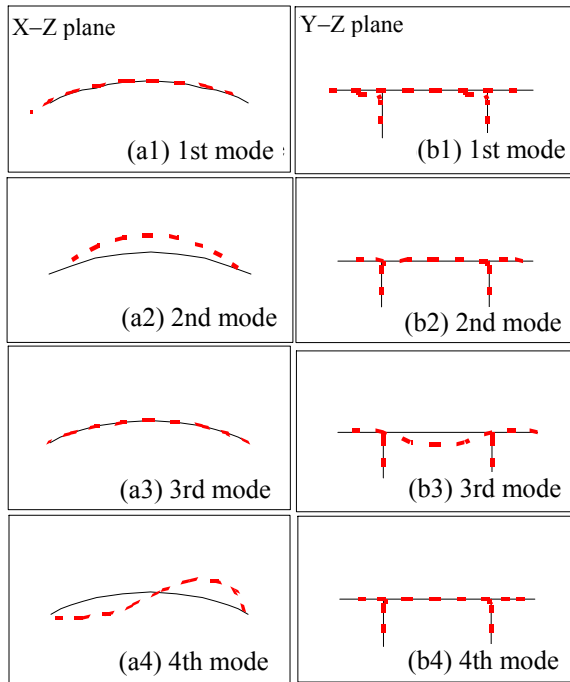 X–Z plane
Y–Z plane
(a1) 1st mode
(b1) 1st mode
(a2) 2nd mode
(b2) 2nd mode
(a3) 3rd mode
(b3) 3rd mode
(a4) 4th mode
(b4) 4th mode